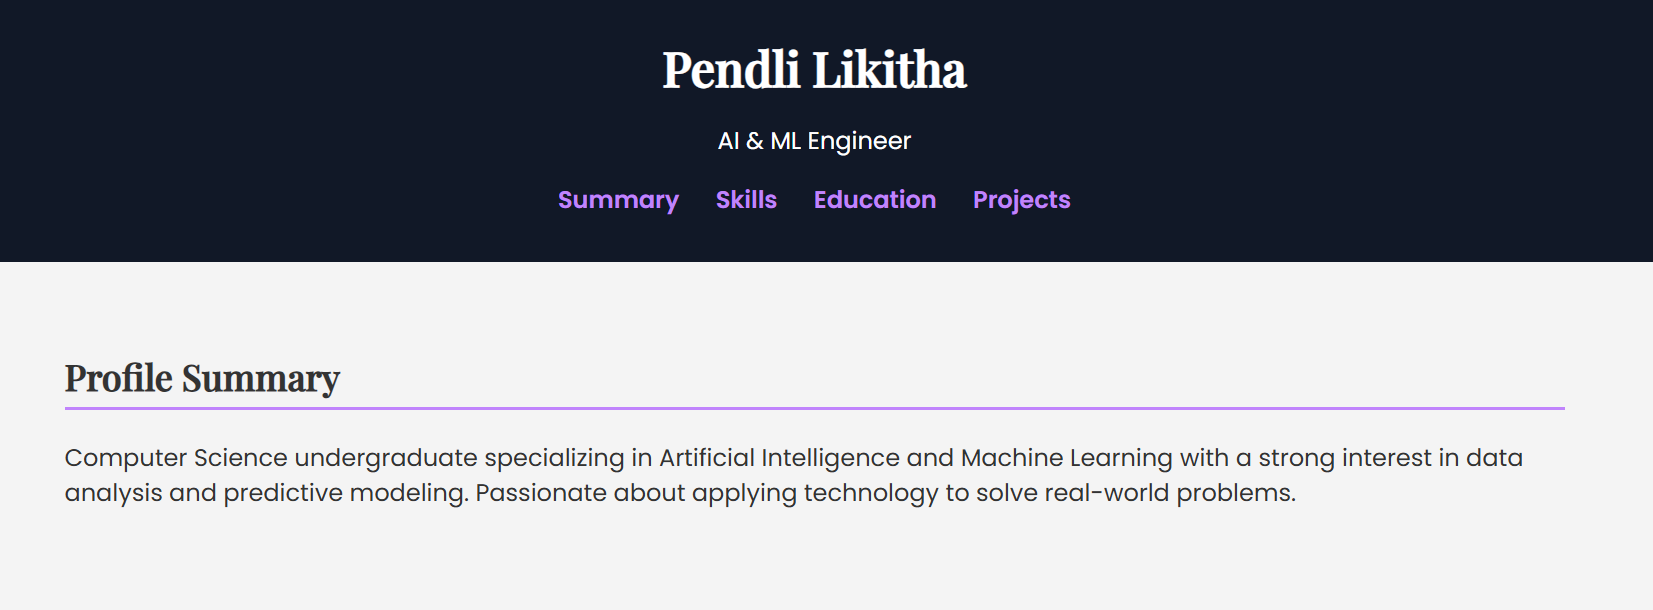 Pendli Likitha
AI & ML Engineer
Summary Skills Education Projects
Profile Summary
Computer Science undergraduate specializing in Artificial Intelligence and Machine Learning with a strong interest in data
analysis and predictive modeling. Passionate about applying technology to solve real-world problems.